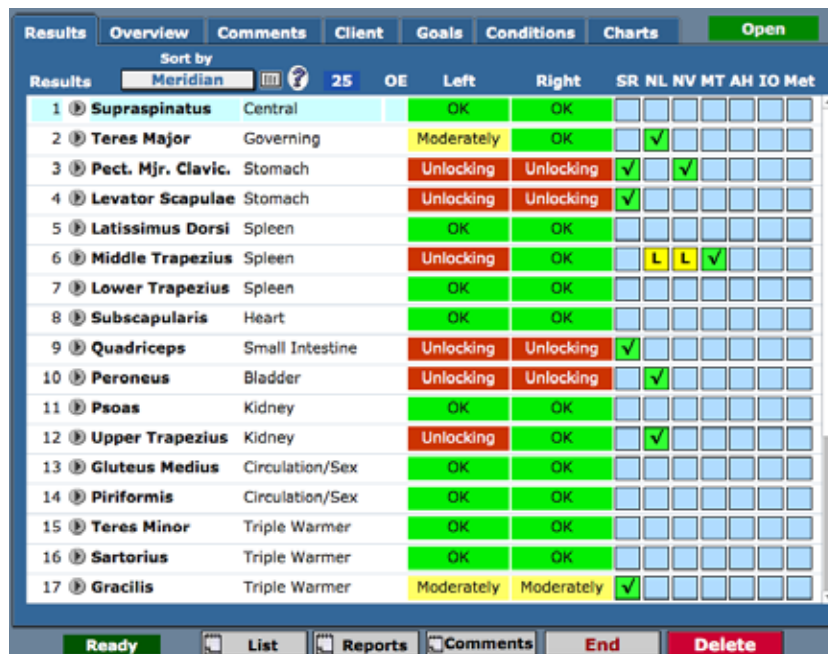 Results Overview Comments Client Goals Conditions Charts Open
Sort by
Results Meridian ? 25 OE Left Right SR NL NV MT AH IO Met
1 Supraspinatus Central OK OK
2 Teres Major Governing Moderately OK √
3 Pect. Mjr. Clavic. Stomach Unlocking Unlocking √ √
4 Levator Scapulae Stomach Unlocking Unlocking √
5 Latissimus Dorsi Spleen OK OK
6 Middle Trapezius Spleen Unlocking OK L L √
7 Lower Trapezius Spleen OK OK
8 Subscapularis Heart OK OK
9 Quadriceps Small Intestine Unlocking Unlocking √
10 Peroneus Bladder Unlocking Unlocking √
11 Psoas Kidney OK OK
12 Upper Trapezius Kidney Unlocking OK √
13 Gluteus Medius Circulation/Sex OK OK
14 Piriformis Circulation/Sex OK OK
15 Teres Minor Triple Warmer OK OK
16 Sartorius Triple Warmer OK OK
17 Gracilis Triple Warmer Moderately Moderately √
Ready List Reports Comments End Delete